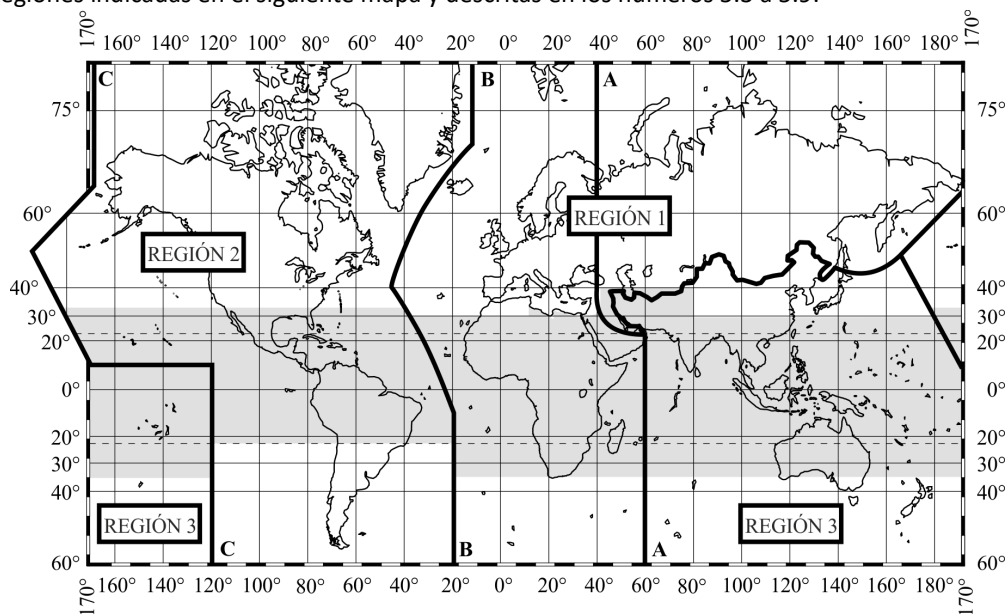 regiones indicadas en el siguiente mapa y descritas en los números 5.3 a 5.9.
170° 160° 120° 120° 100° 80° 60° 40° 20° 0° 20° 40° 60° 80° 100° 120° 160° 180° 170°
C B A
75° 75°
60° 60°
REGIÓN 1
REGIÓN 2
40° 40°
30° 30°
20° 20°
0° 0°
20° 20°
30° 30°
40° 40°
REGIÓN 3 REGIÓN 3
C B A
60° 60°
170° 160° 140° 120° 100° 80° 60° 40° 20° 0° 20° 40° 60° 80° 100° 120° 140° 160° 180° 170°